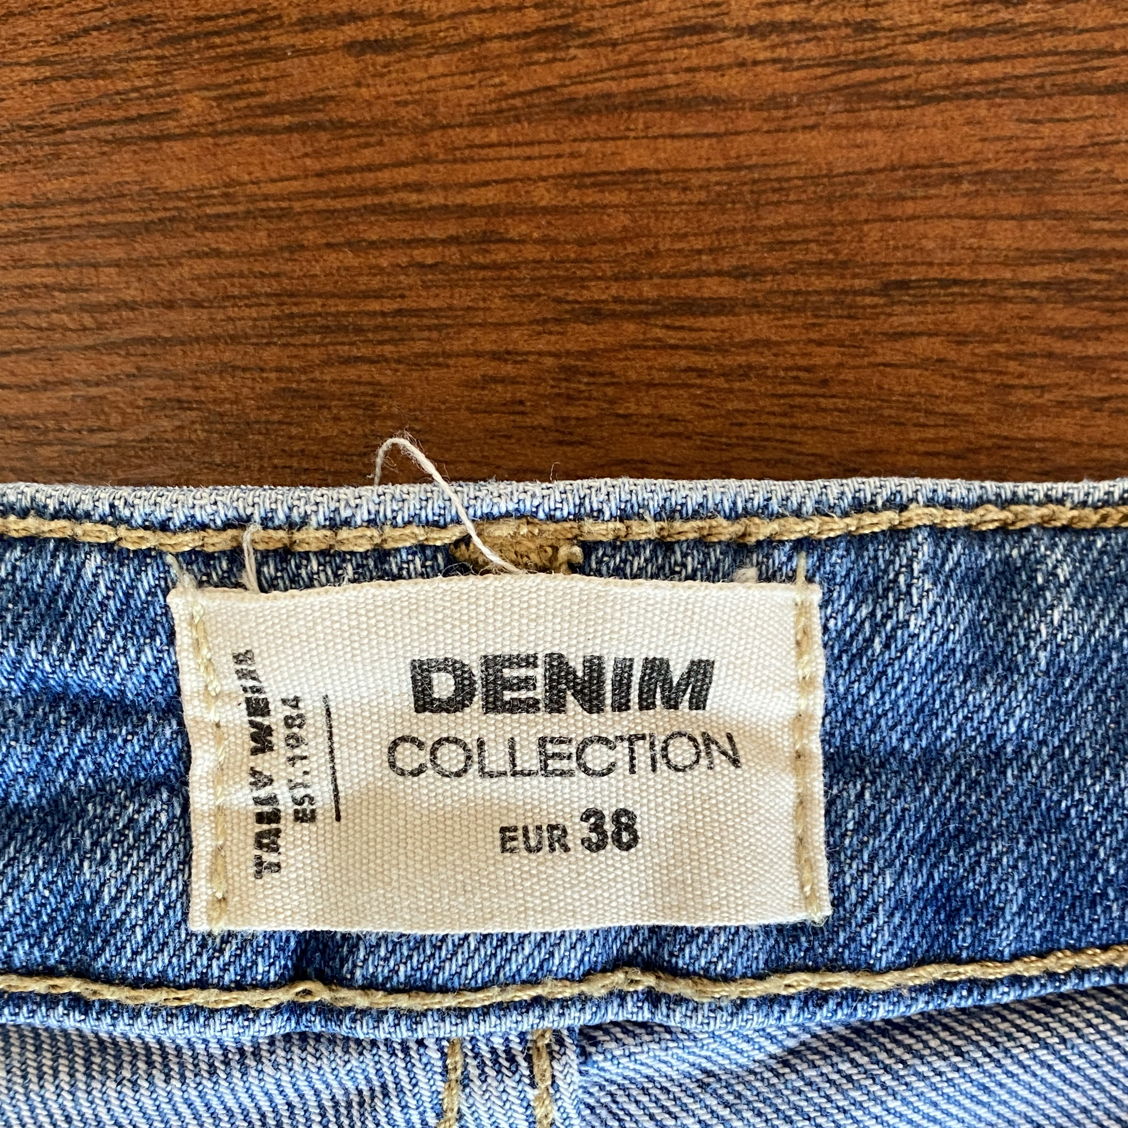 TALLY WEiJL
EST.1984
DENIM
COLLECTION
EUR 38